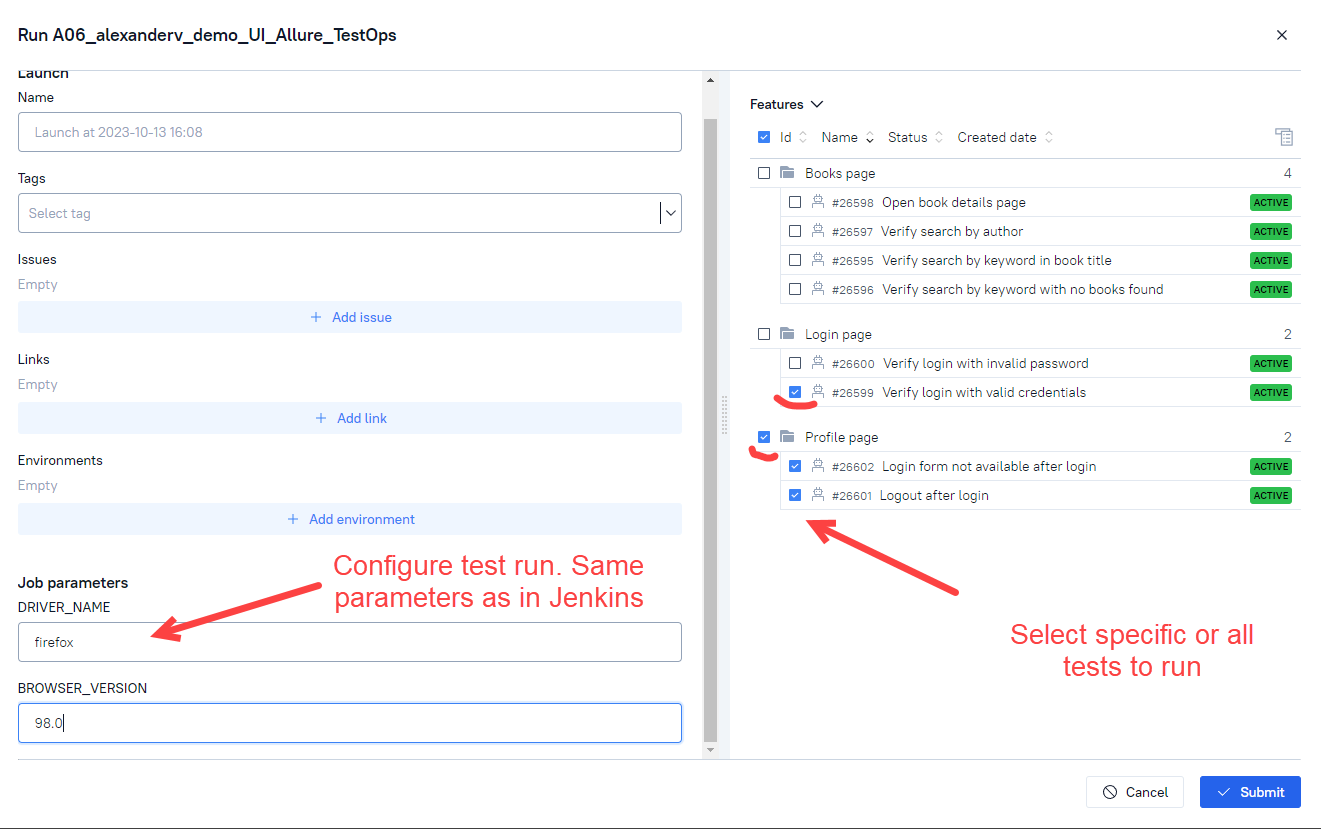 Run A06_alexanderv_demo_UI_Allure_TestOps
Launch
Name
Launch at 2023-10-13 16:08
Tags
Select tag
Issues
Empty
Add issue
Links
Empty
Add link
Environments
Empty
Add environment
Job parameters
DRIVER_NAME
firefox
BROWSER_VERSION
98.0
Configure test run. Same
parameters as in Jenkins
Features
Id Name Status Created date
Books page 4
#26598 Open book details page ACTIVE
#26597 Verify search by author ACTIVE
#26595 Verify search by keyword in book title ACTIVE
#26596 Verify search by keyword with no books found ACTIVE
Login page 2
#26600 Verify login with invalid password ACTIVE
#26599 Verify login with valid credentials ACTIVE
Profile page 2
#26602 Login form not available after login ACTIVE
#26601 Logout after login ACTIVE
Select specific or all
tests to run
Cancel
Submit